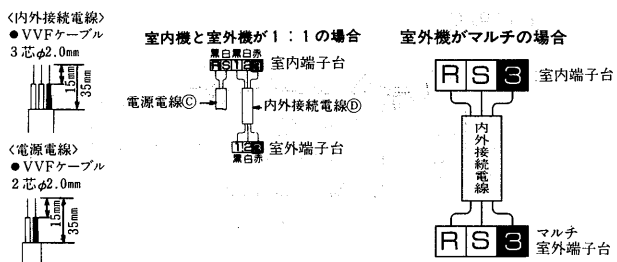 〈内外接続電線〉
●VVFケーブル
3芯φ2.0mm
15mm
35mm
〈電源電線〉
●VVFケーブル
2芯φ2.0mm
15mm
35mm
室内機と室外機が1:1の場合
黒白黒白赤
RS123
室内端子台
電源電線Ⓒ
内外接続電線Ⓓ
123
室外端子台
黒白赤
室外機がマルチの場合
R S 3
室内端子台
内外接続電線
R S 3
マルチ
室外端子台